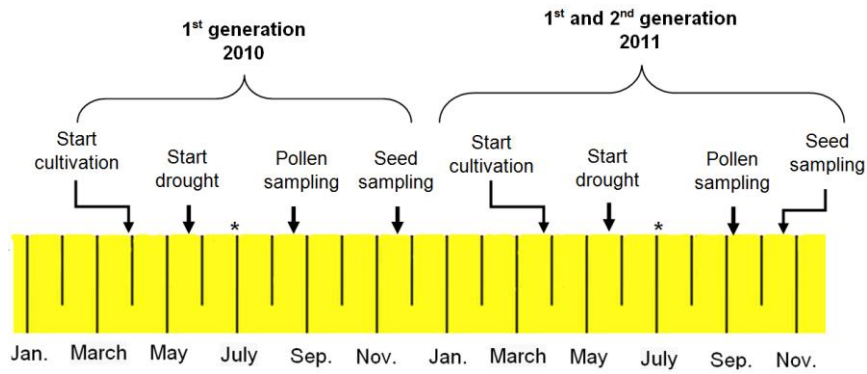 1st generation
2010
1st and 2nd generation
2011
Start
cultivation
Start
drought
Pollen
sampling
Seed
sampling
Start
cultivation
Start
drought
Pollen
sampling
Seed
sampling
* *
Jan. March May July Sep. Nov. Jan. March May July Sep. Nov.